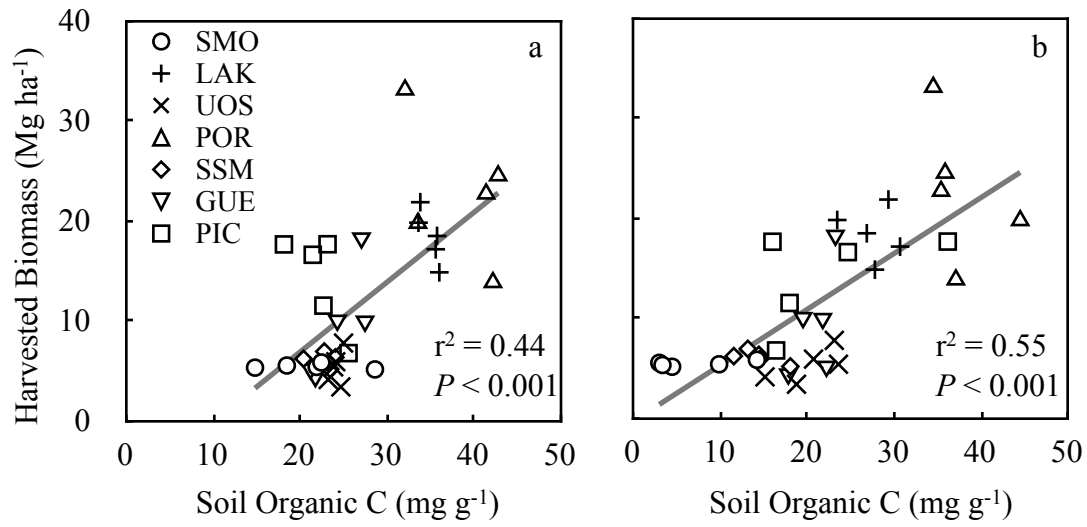 Harvested Biomass (Mg ha⁻¹)
40
30
20
10
0
a
SMO
LAK
UOS
POR
SSM
GUE
PIC
r² = 0.44
P < 0.001
0 10 20 30 40 50
Soil Organic C (mg g⁻¹)
b
r² = 0.55
P < 0.001
0 10 20 30 40 50
Soil Organic C (mg g⁻¹)